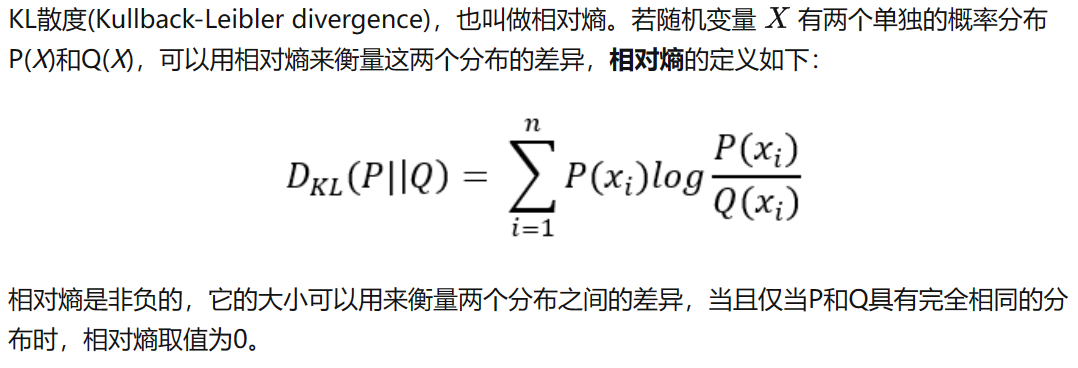 KL散度(Kullback-Leibler divergence)，也叫做相对熵。若随机变量 X 有两个单独的概率分布
P(X)和Q(X)，可以用相对熵来衡量这两个分布的差异，相对熵的定义如下：
D_{KL}(P||Q) = \sum_{i=1}^{n} P(x_i) log \frac{P(x_i)}{Q(x_i)}
相对熵是非负的，它的大小可以用来衡量两个分布之间的差异，当且仅当P和Q具有完全相同的分
布时，相对熵取值为0。